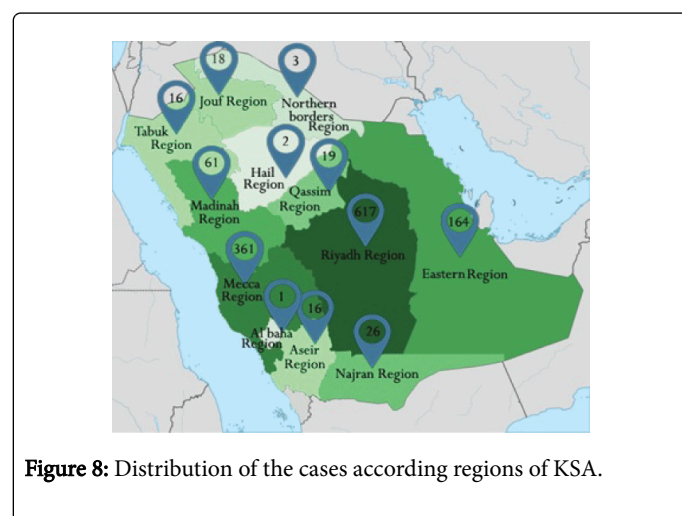 18
3
16
Jouf Region
Northern
borders
Region
Tabuk
Region
2
19
61
Hail
Region
Qassim
Region
Madinah
Region
617
164
Riyadh Region
361
Eastern Region
Mecca
Region
1
16
26
Al baha
Region
Aseir
Region
Najran Region
Figure 8: Distribution of the cases according regions of KSA.